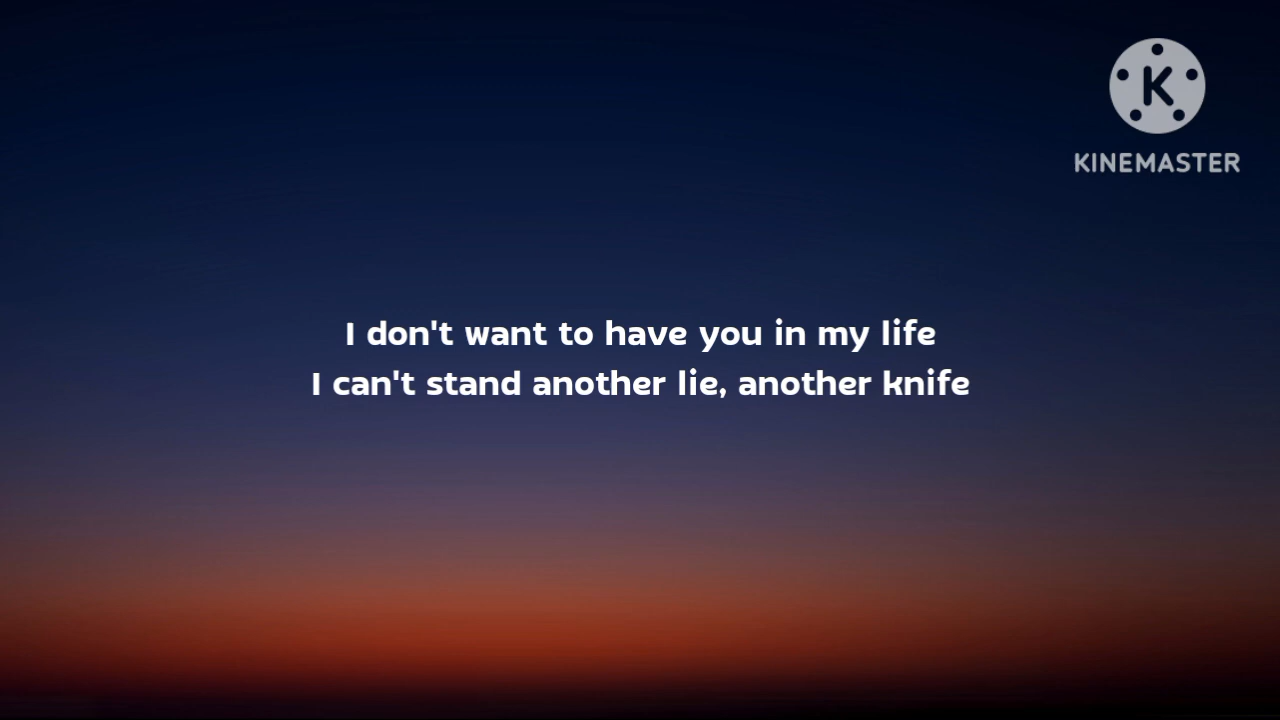 K
KINEMASTER
I don't want to have you in my life
I can't stand another lie, another knife